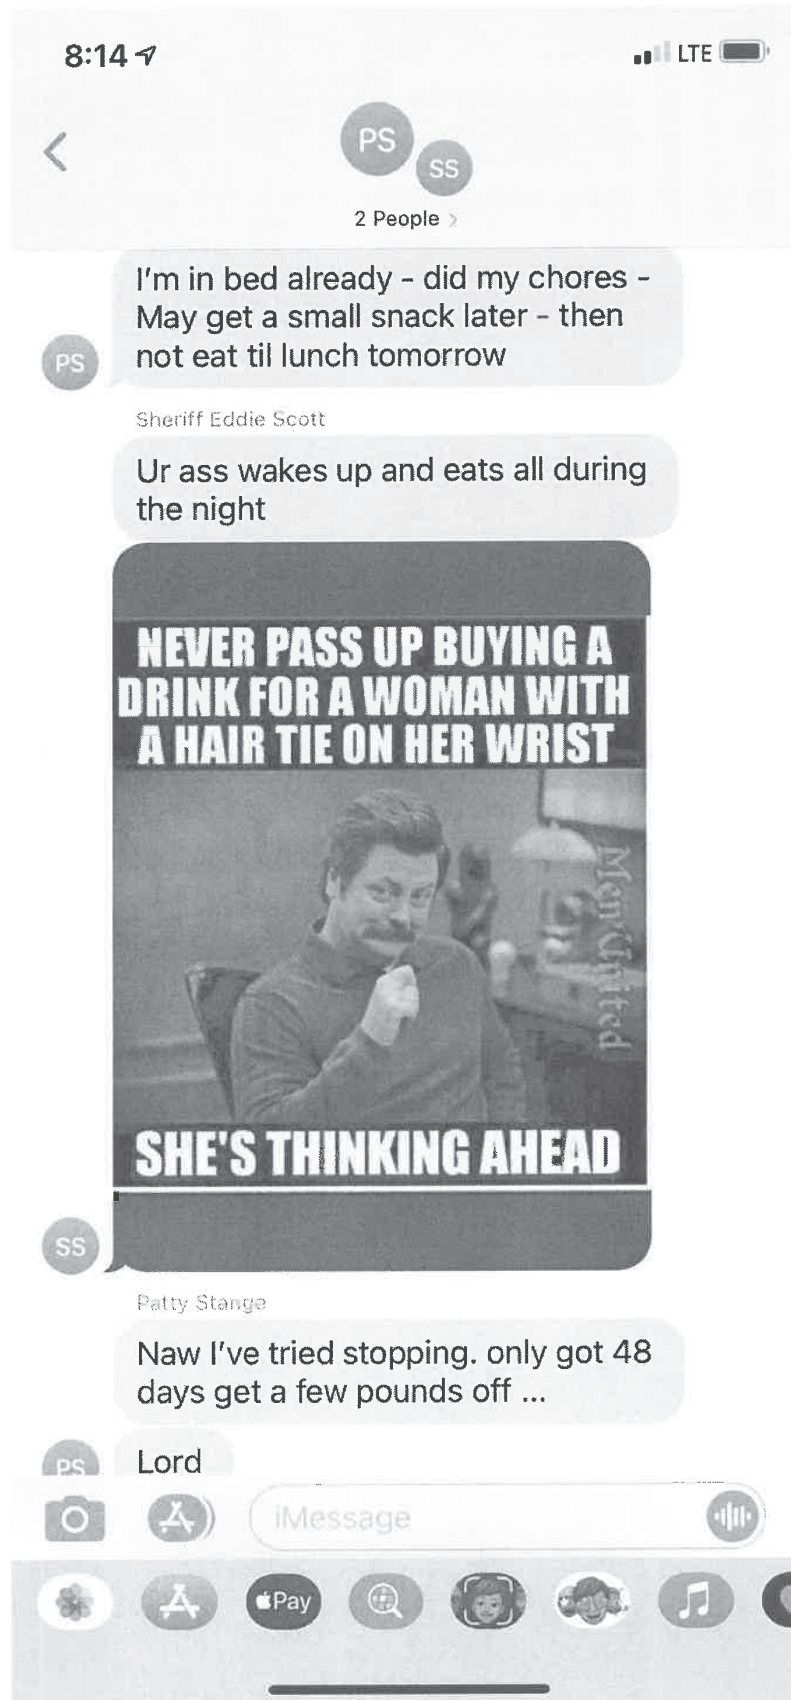 8:14
LTE
PS
SS
2 People
I'm in bed already - did my chores -
May get a small snack later - then
not eat til lunch tomorrow
PS
Sheriff Eddie Scott
Ur ass wakes up and eats all during
the night
NEVER PASS UP BUYING A
DRINK FOR A WOMAN WITH
A HAIR TIE ON HER WRIST
Men United
SHE'S THINKING AHEAD
SS
Patty Stange
Naw I've tried stopping. only got 48
days get a few pounds off ...
PS
Lord
iMessage
Pay